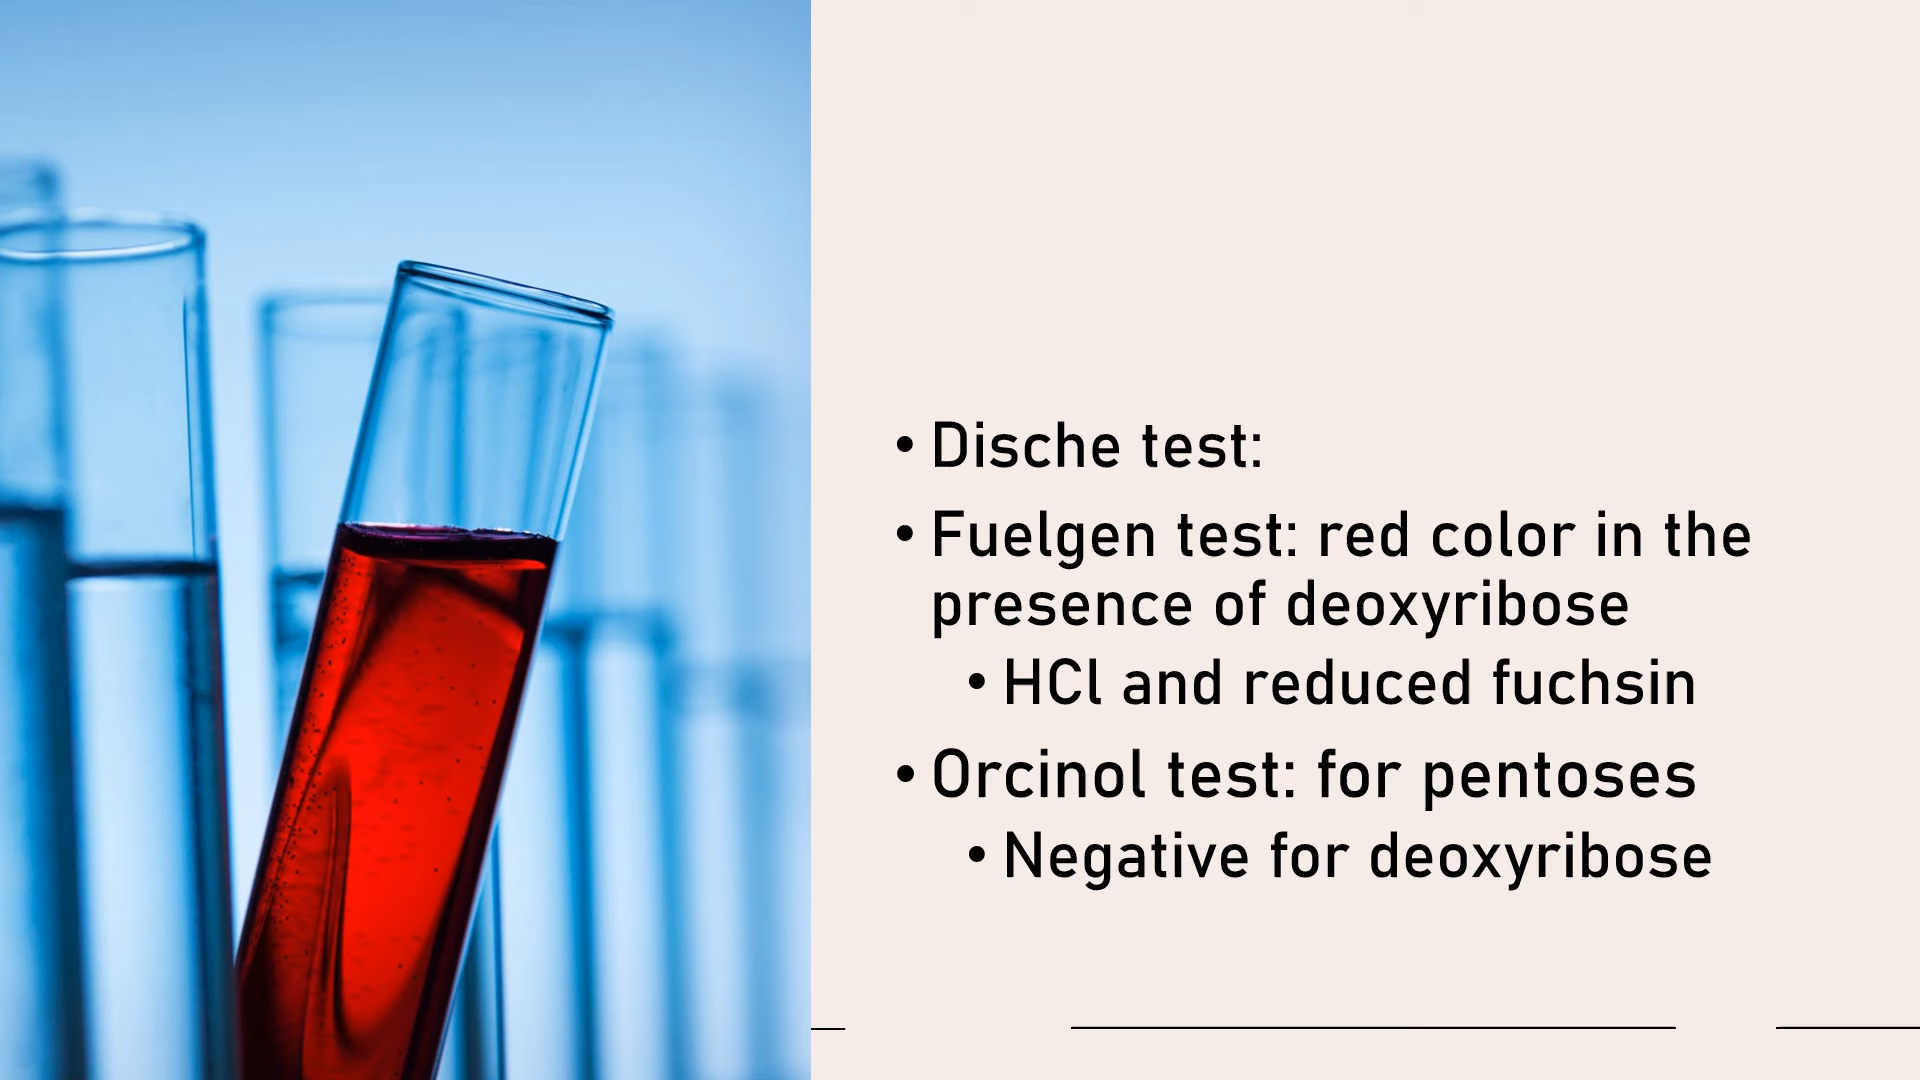 • Dische test:
• Fuelgen test: red color in the
presence of deoxyribose
• HCl and reduced fuchsin
• Orcinol test: for pentoses
• Negative for deoxyribose